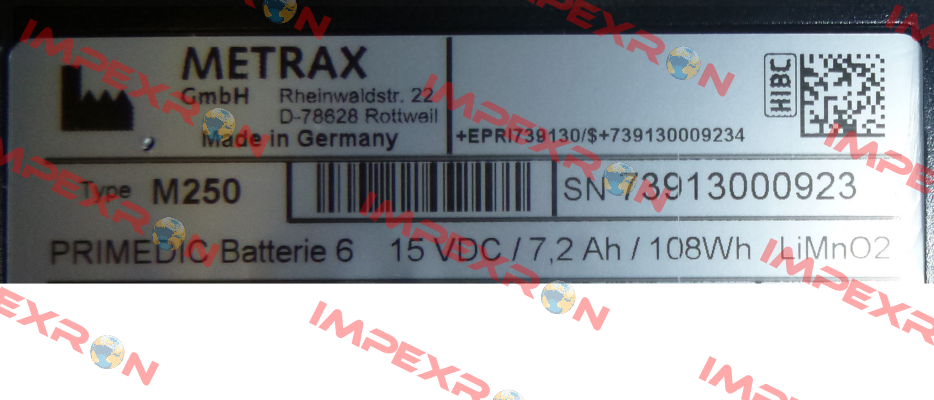 METRAX
GmbH Rheinwaldstr. 22
D-78628 Rottweil
Made in Germany
+EPRI739130/$+739130009234
HIBC
Type M250
SN 73913000923
PRIMEDIC Batterie 6 15 VDC / 7,2 Ah / 108Wh LiMnO2
IMPEXRON